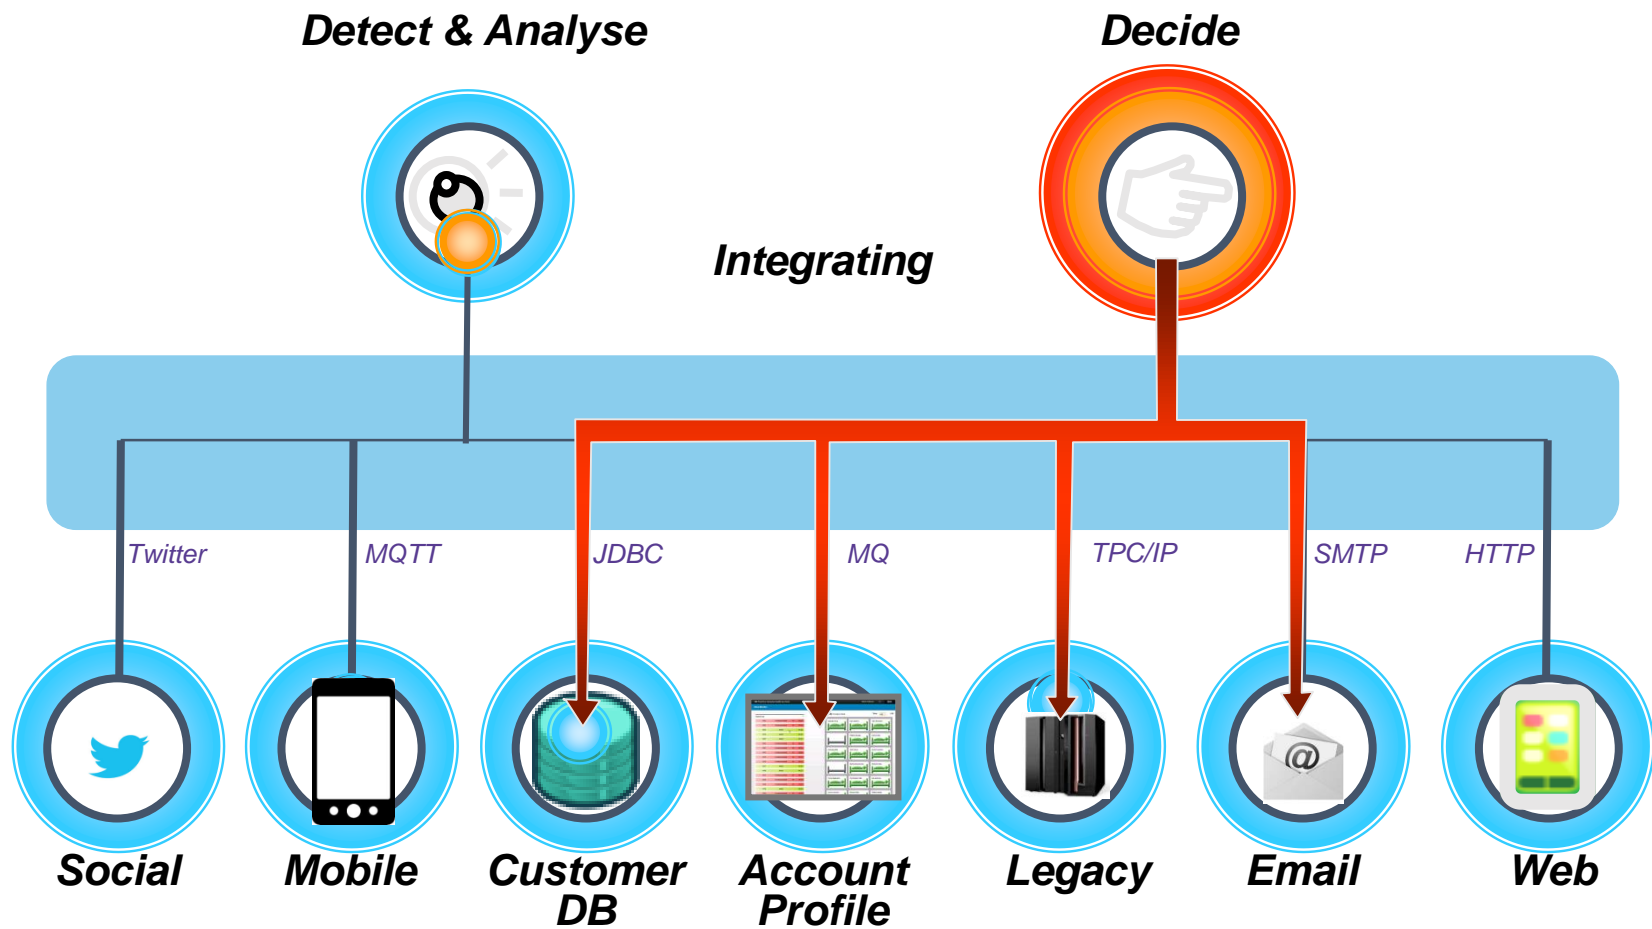 Detect & Analyse
Decide
Integrating
Twitter
MQTT
JDBC
MQ
TPC/IP
SMTP
HTTP
@
Social
Mobile
Customer
DB
Account
Profile
Legacy
Email
Web